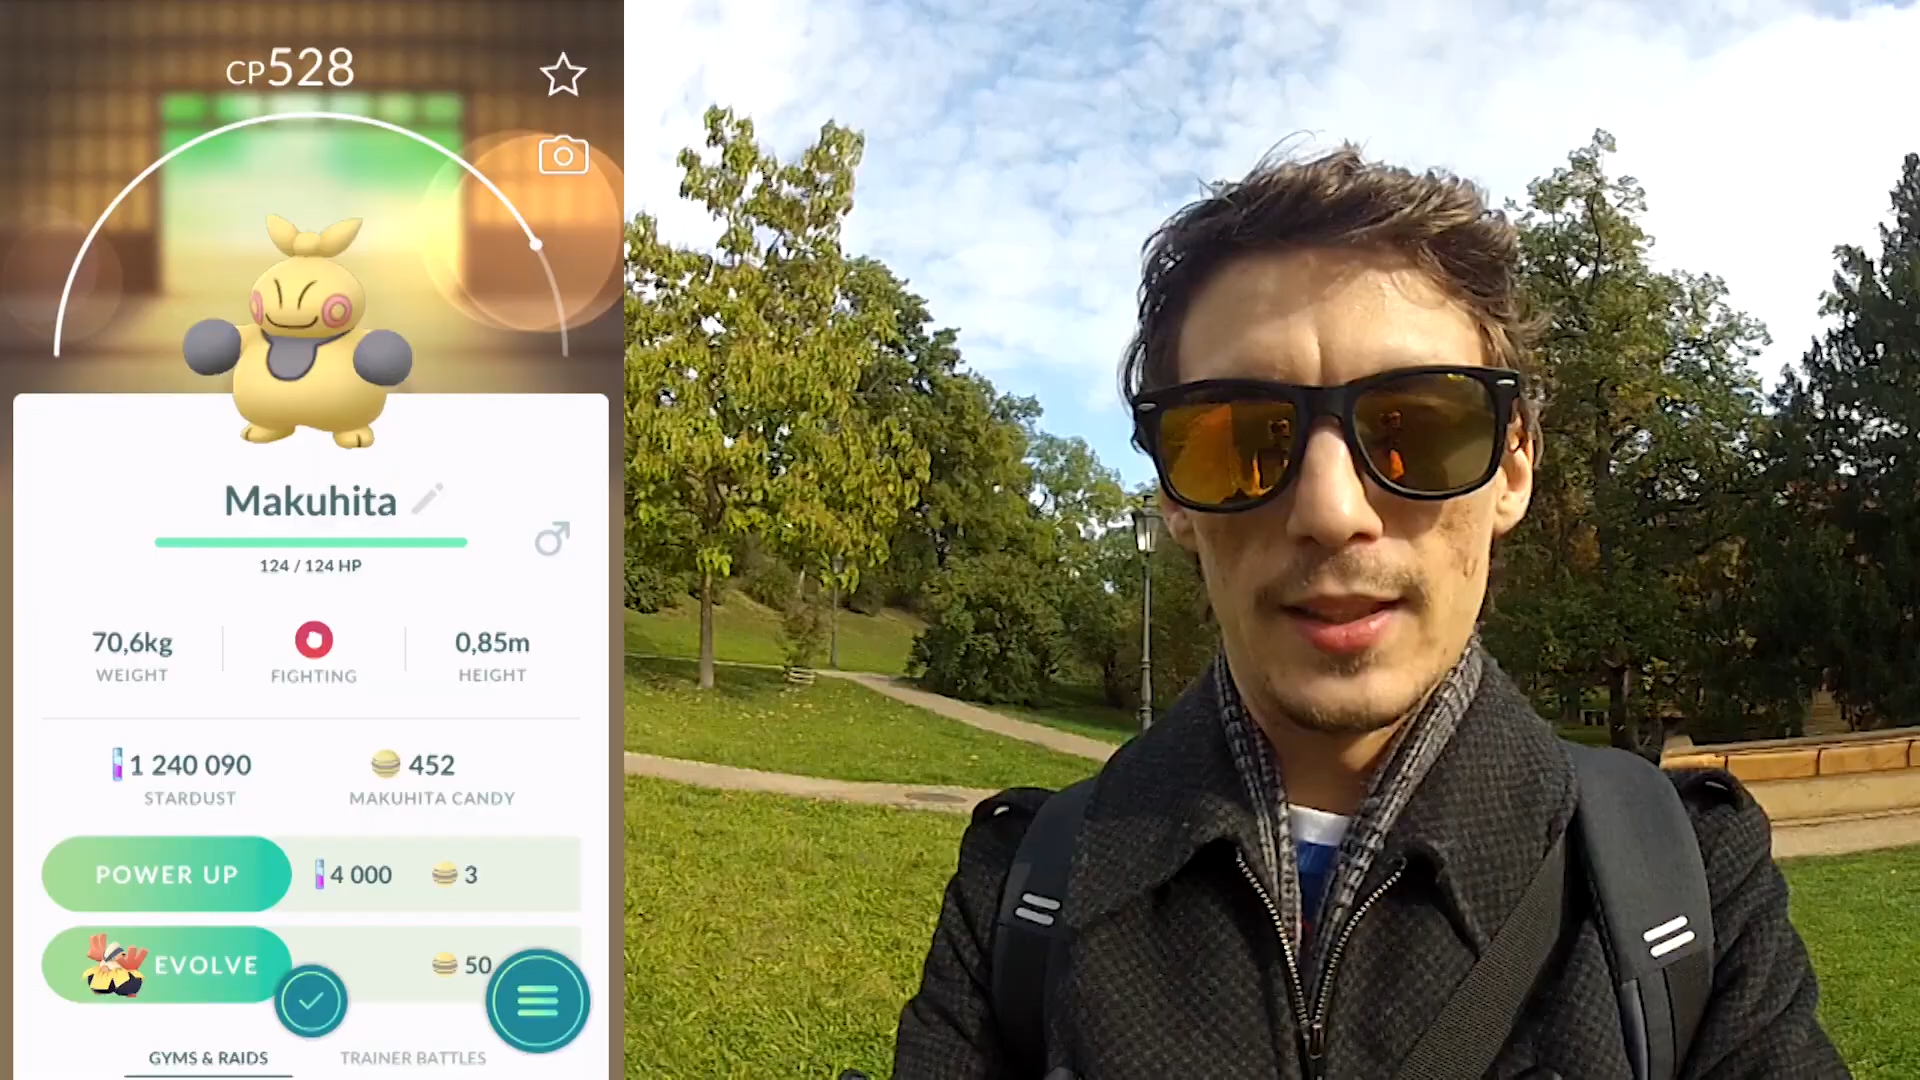 CP528
Makuhita
124 / 124 HP
70,6kg
WEIGHT
FIGHTING
0,85m
HEIGHT
1 240 090
STARDUST
452
MAKUHITA CANDY
POWER UP
4 000
3
EVOLVE
50
GYMS & RAIDS
TRAINER BATTLES